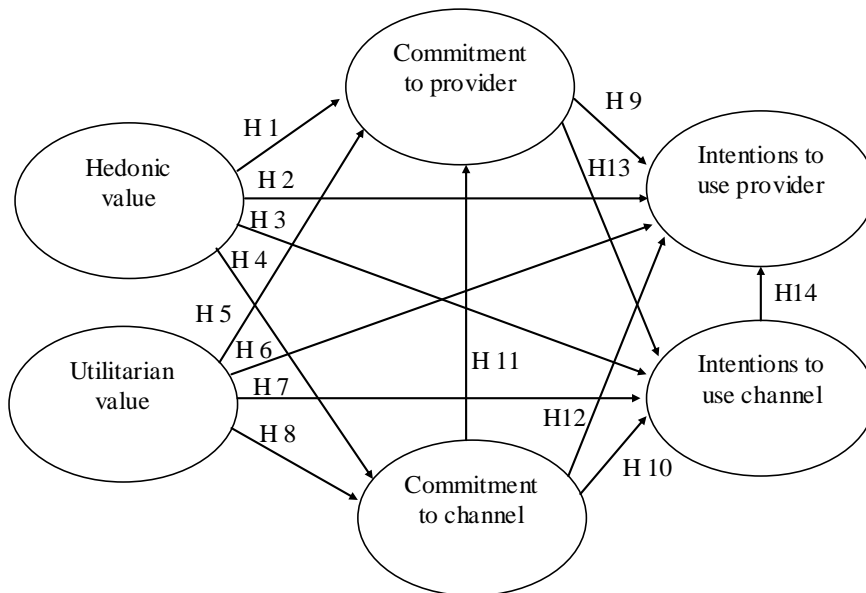 Commitment
to provider
H 9
H 1
Hedonic
value
H 2
H13
Intentions to
use provider
H 3
H 4
H14
H 5
H 6
Utilitarian
value
H 7
H 11
Intentions to
use channel
H 8
H12
H 10
Commitment
to channel